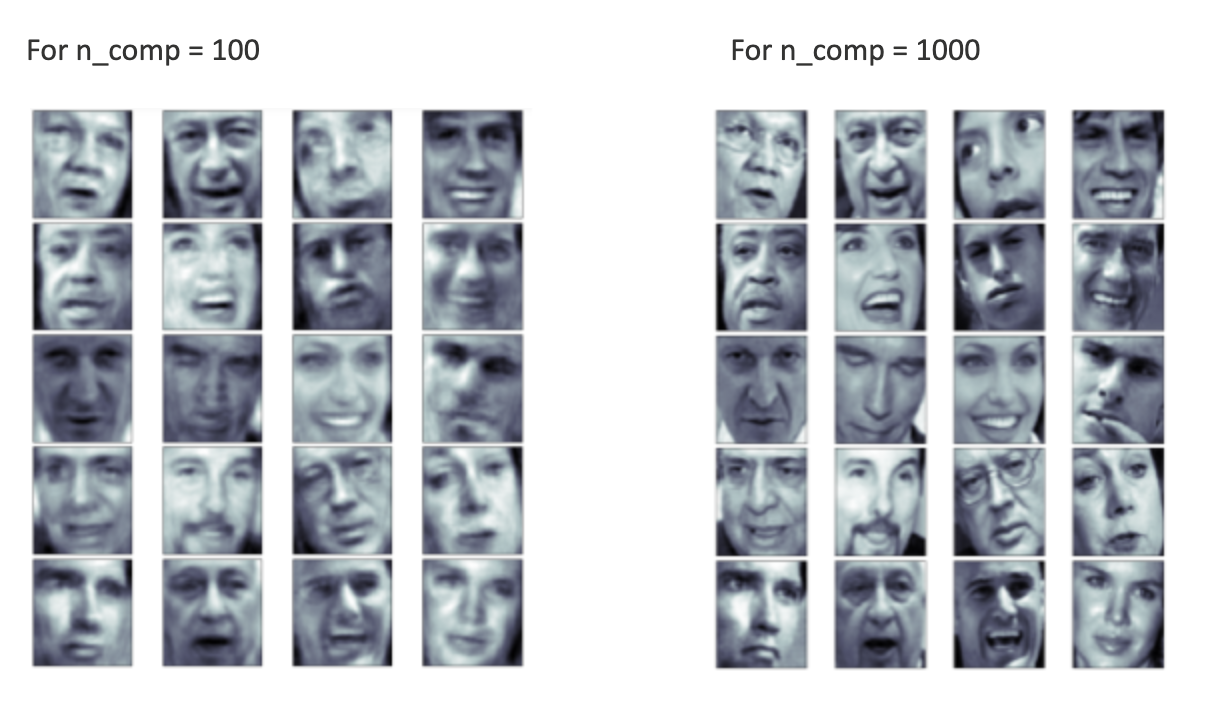 For n_comp = 100
For n_comp = 1000